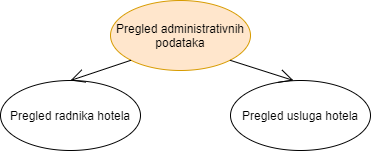 Pregled administrativnih
podataka
Pregled radnika hotela
Pregled usluga hotela